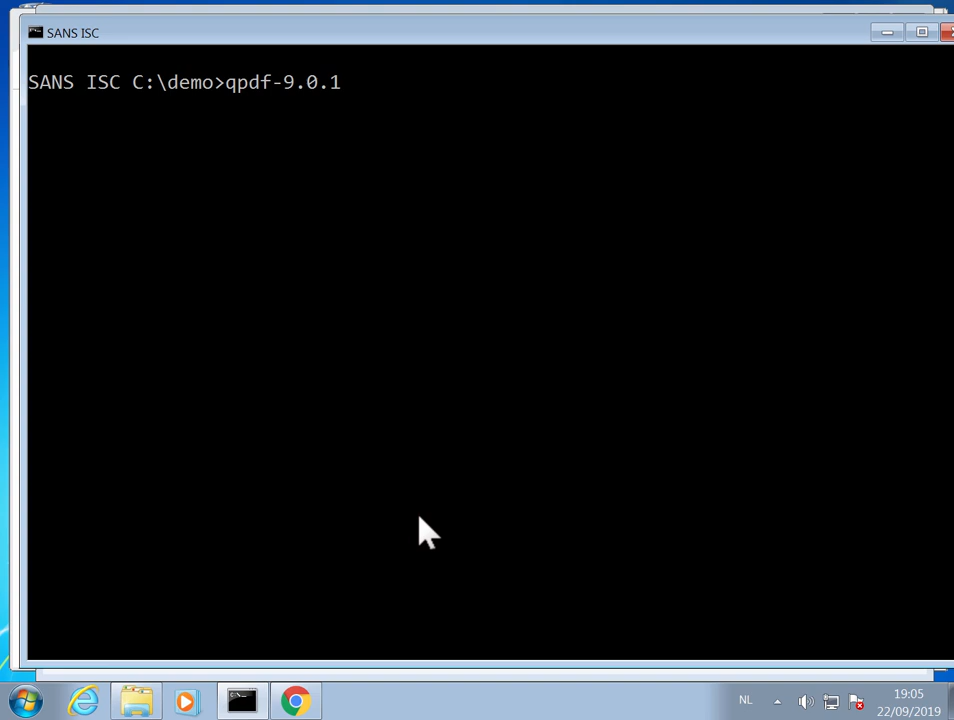 SANS ISC
SANS ISC C:\demo>qpdf-9.0.1
C:\
NL
19:05
22/09/2019